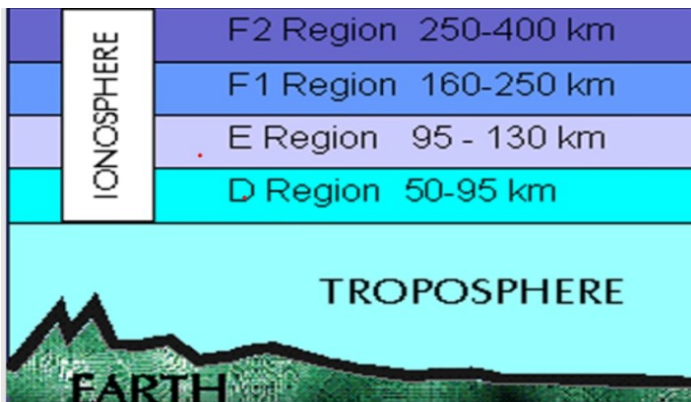 IONOSPHERE
F2 Region 250-400 km
F1 Region 160-250 km
E Region 95 - 130 km
D Region 50-95 km
TROPOSPHERE
EARTH